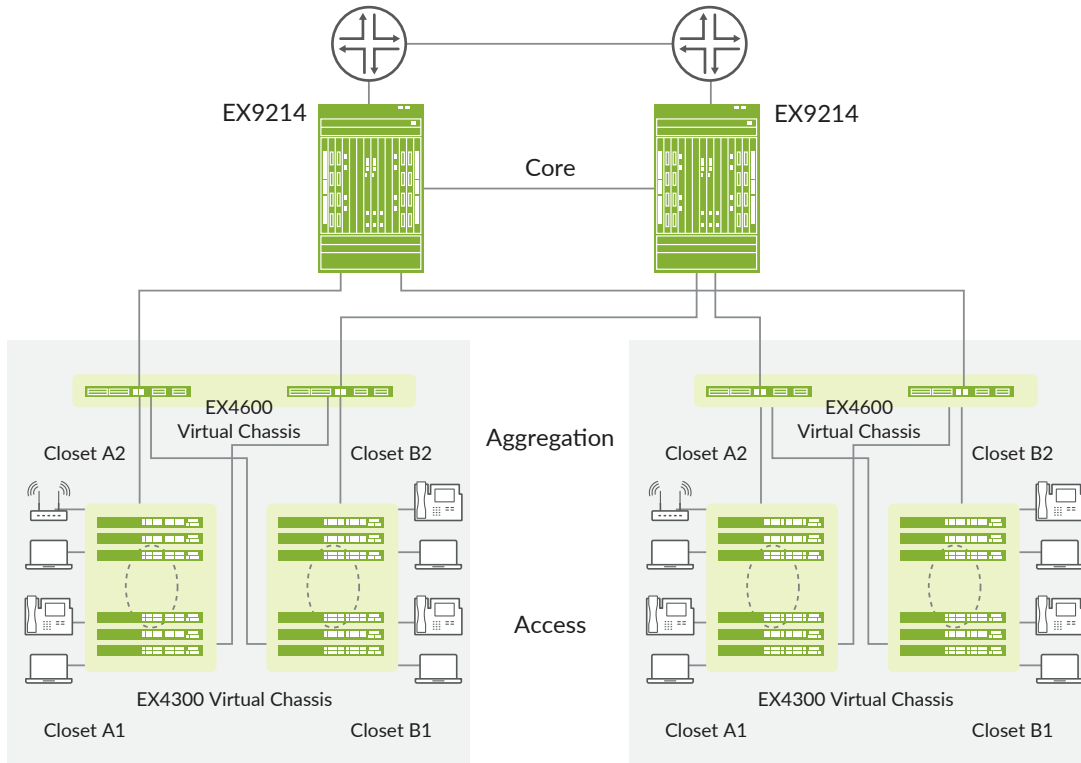 EX9214
EX9214
Core
EX4600
Virtual Chassis
EX4600
Virtual Chassis
Aggregation
Closet A2
Closet B2
Closet A2
Closet B2
Access
EX4300 Virtual Chassis
EX4300 Virtual Chassis
Closet A1
Closet B1
Closet A1
Closet B1